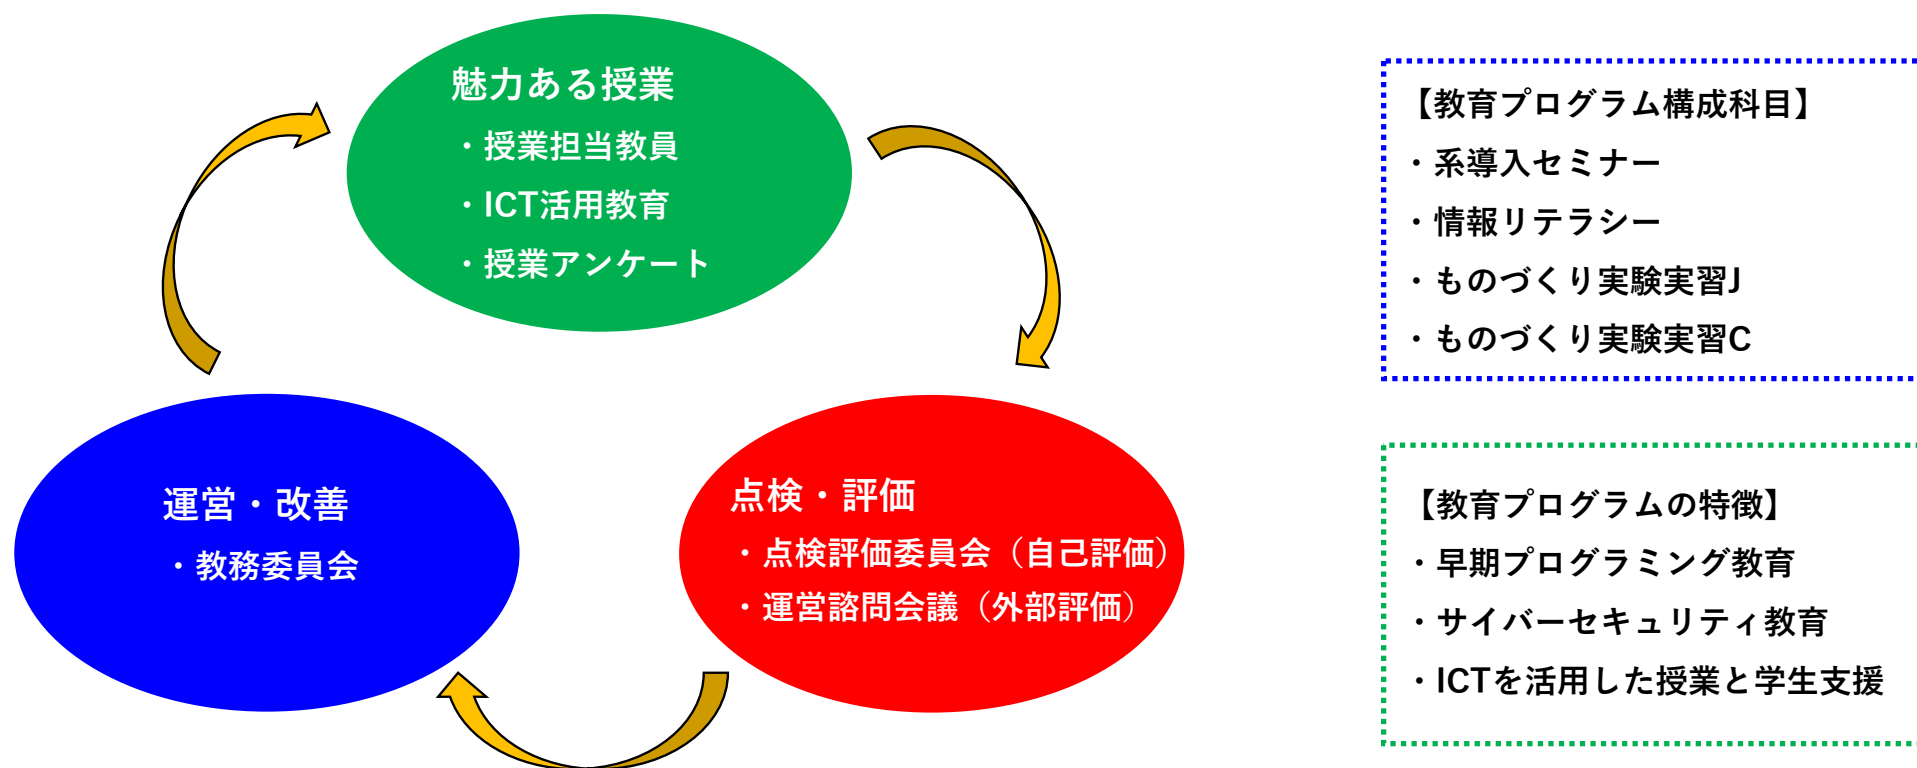 魅力ある授業
・授業担当教員
・ICT活用教育
・授業アンケート
運営・改善
・教務委員会
点検・評価
・点検評価委員会（自己評価）
・運営諮問会議（外部評価）
【教育プログラム構成科目】
・系導入セミナー
・情報リテラシー
・ものづくり実験実習J
・ものづくり実験実習C
【教育プログラムの特徴】
・早期プログラミング教育
・サイバーセキュリティ教育
・ICTを活用した授業と学生支援